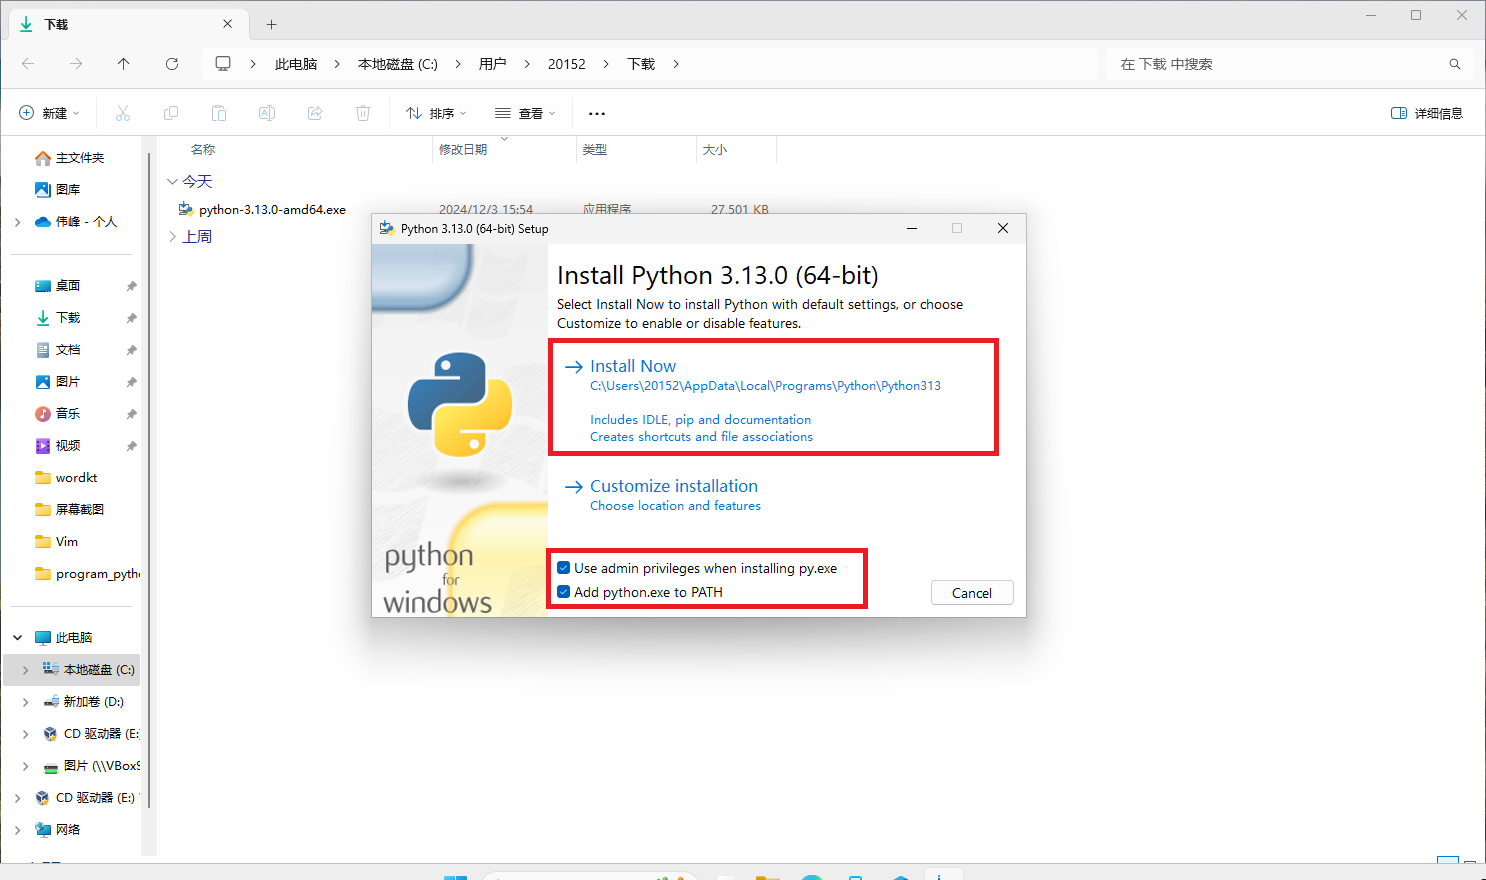 下载
此电脑 本地磁盘 (C:) 用户 20152 下载
在 下载 中搜索
新建 排序 查看 详细信息
名称 修改日期 类型 大小
今天
python-3.13.0-amd64.exe 2024/12/3 15:54 应用程序 27,501 KB
上周
主文件夹
图库
伟峰 - 个人
桌面
下载
文档
图片
音乐
视频
wordkt
屏幕截图
Vim
program_pytho
此电脑
本地磁盘 (C:)
新加卷 (D:)
CD 驱动器 (E:
图片 (\\VBoxS
CD 驱动器 (E:)
网络
Python 3.13.0 (64-bit) Setup
Install Python 3.13.0 (64-bit)
Select Install Now to install Python with default settings, or choose
Customize to enable or disable features.
Install Now
C:\Users\20152\AppData\Local\Programs\Python\Python313
Includes IDLE, pip and documentation
Creates shortcuts and file associations
Customize installation
Choose location and features
python
for
windows
Use admin privileges when installing py.exe
Add python.exe to PATH
Cancel